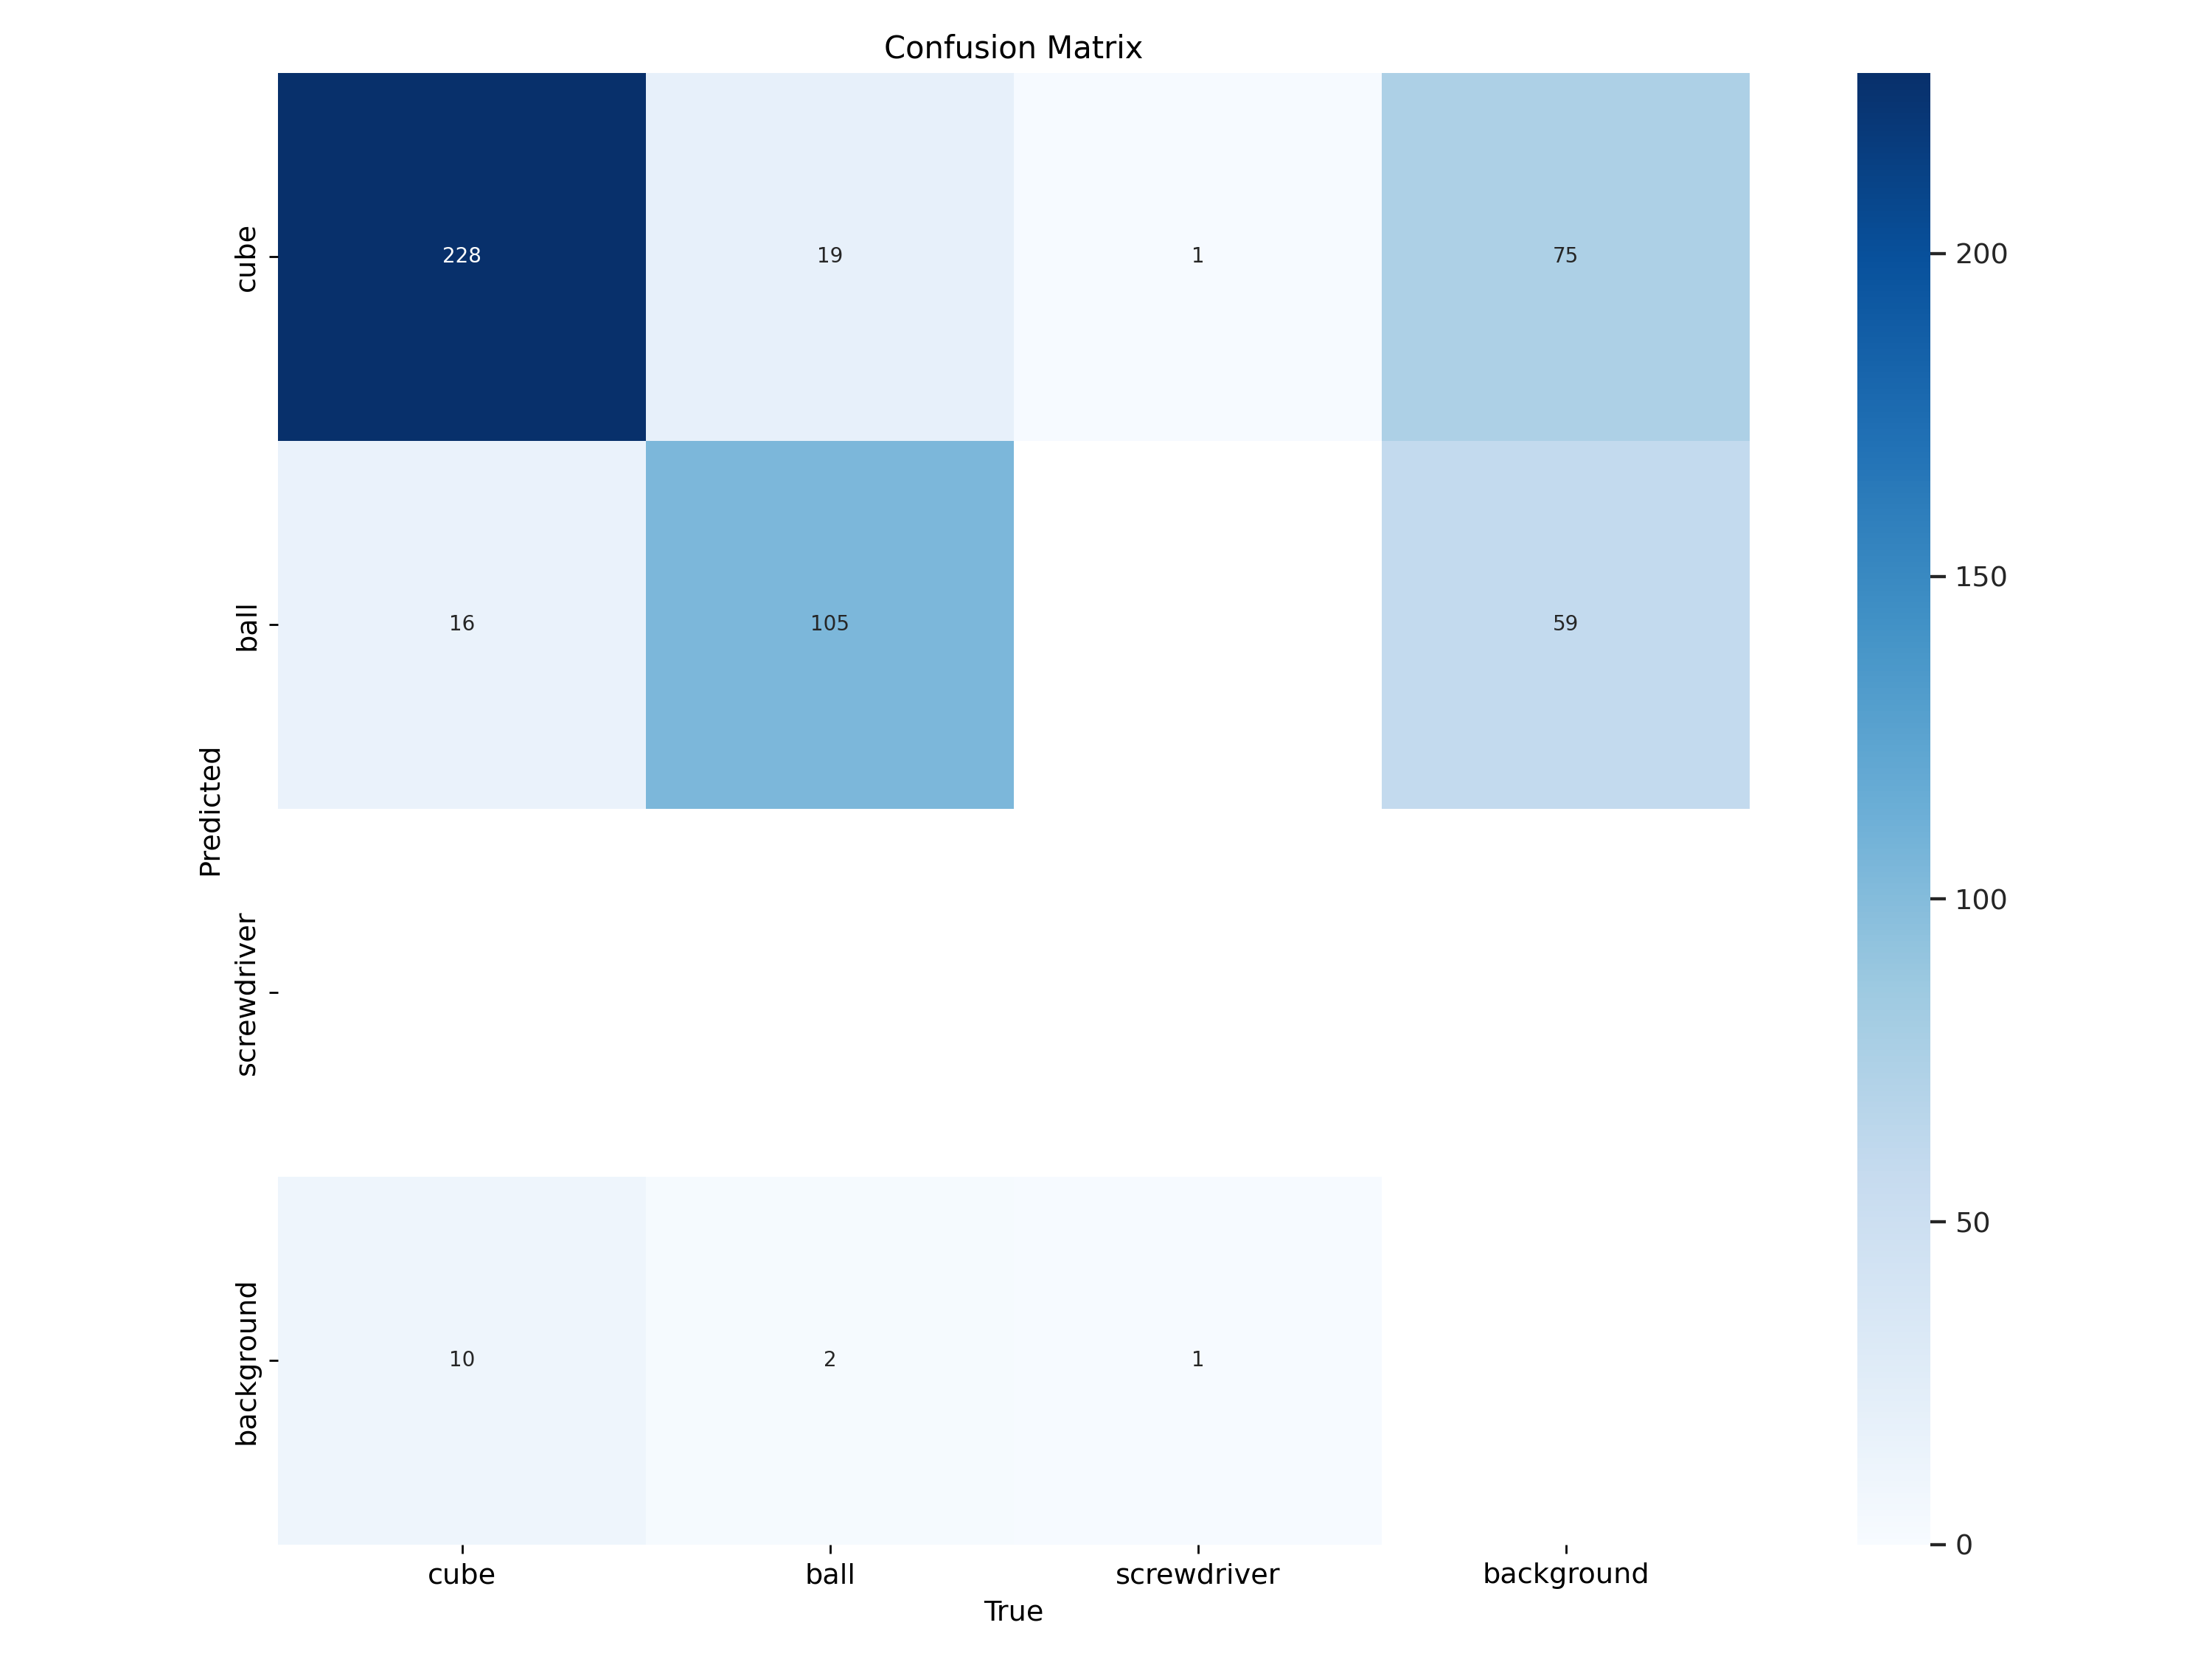 Confusion Matrix
cube
228
19
1
75
200
150
ball
16
105
59
Predicted
100
screwdriver
50
background
10
2
1
0
cube
ball
screwdriver
background
True